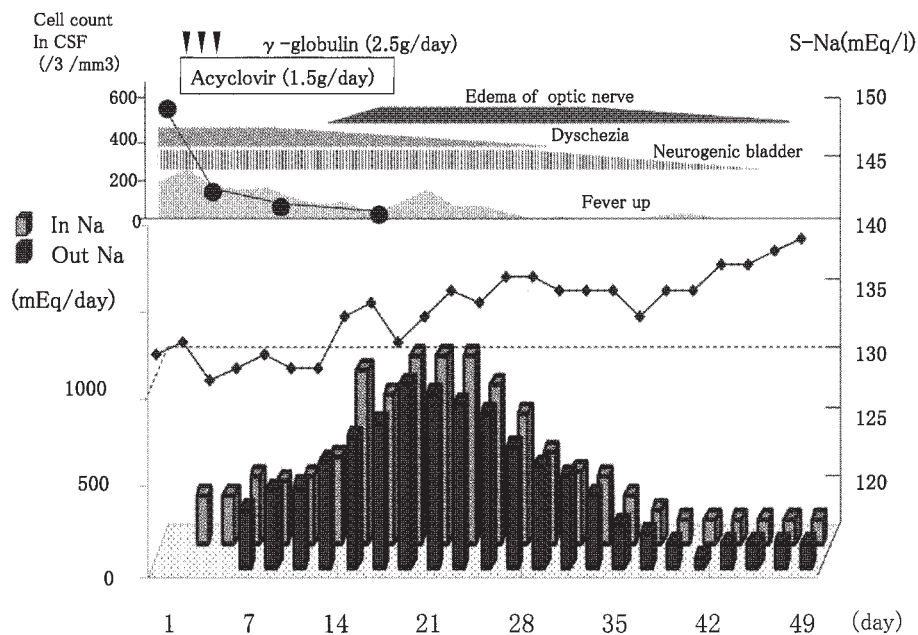 Cell count
In CSF
(/3 /mm3)
γ-globulin (2.5g/day)
S-Na(mEq/l)
Acyclovir (1.5g/day)
600
400
200
0
Edema of optic nerve
Dyschezia
Neurogenic bladder
Fever up
150
145
140
135
130
125
120
In Na
Out Na
(mEq/day)
1000
500
0
1 7 14 21 28 35 42 49 (day)